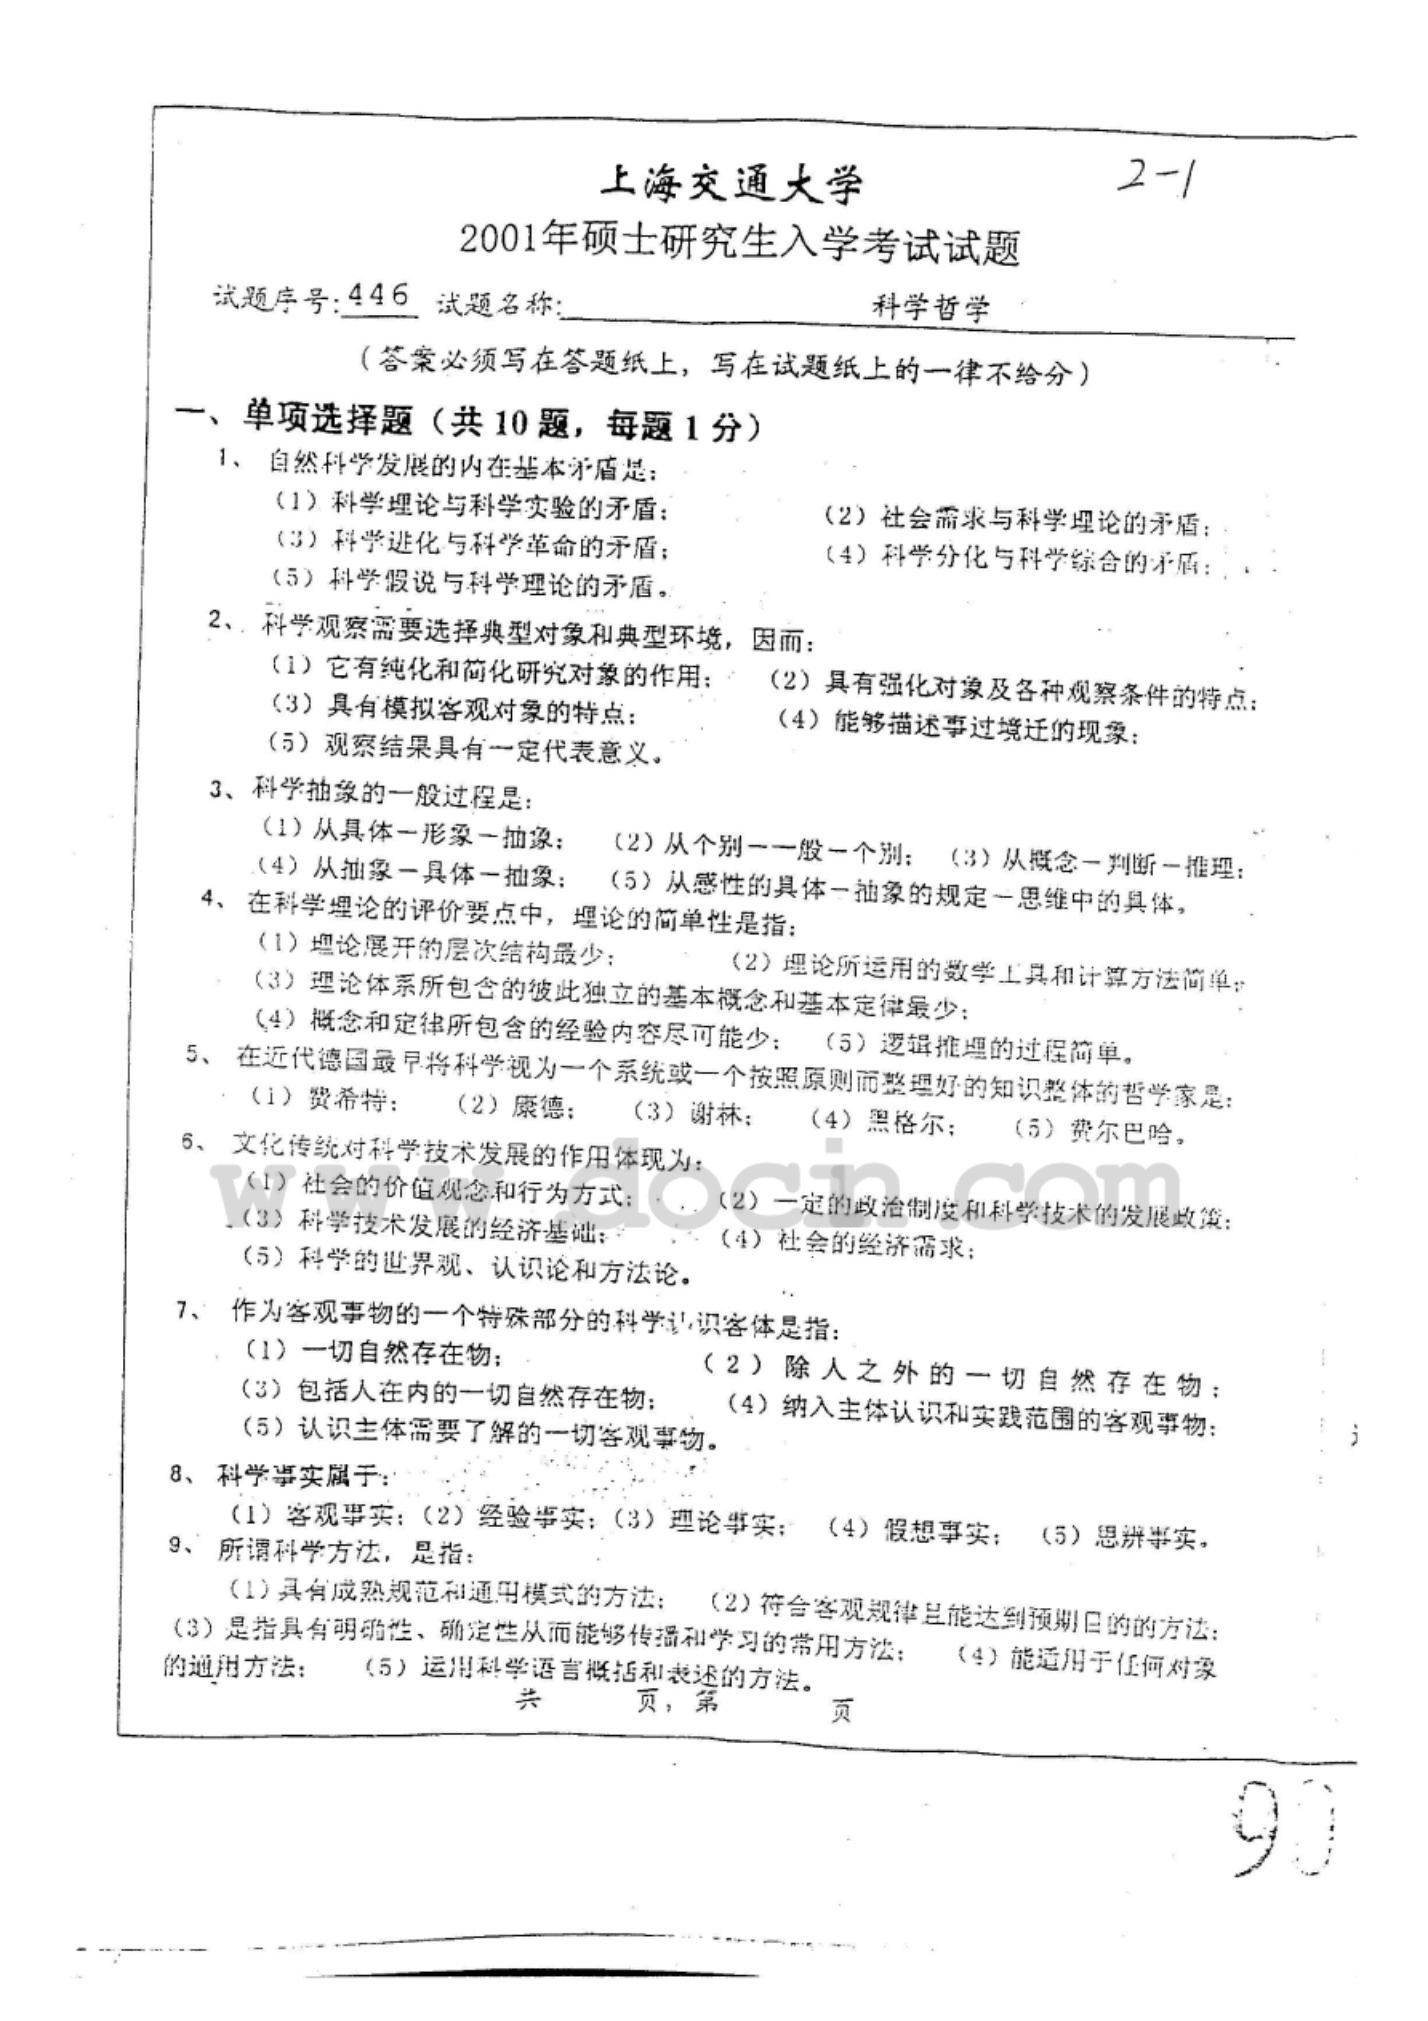 上海交通大学
2-1
2001年硕士研究生入学考试试题
试题序号:446 试题名称: 科学哲学
(答案必须写在答题纸上，写在试题纸上的一律不给分)
一、单项选择题（共10题，每题1分）
1、自然科学发展的内在基本矛盾是：
(1) 科学理论与科学实验的矛盾； (2) 社会需求与科学理论的矛盾；
(3) 科学进化与科学革命的矛盾； (4) 科学分化与科学综合的矛盾；
(5) 科学假说与科学理论的矛盾。
2、科学观察需要选择典型对象和典型环境，因而：
(1) 它有纯化和简化研究对象的作用； (2) 具有强化对象及各种观察条件的特点；
(3) 具有模拟客观对象的特点； (4) 能够描述事过境迁的现象；
(5) 观察结果具有一定代表意义。
3、科学抽象的一般过程是：
(1) 从具体－形象－抽象； (2) 从个别－一般－个别； (3) 从概念－判断－推理；
(4) 从抽象－具体－抽象； (5) 从感性的具体－抽象的规定－思维中的具体。
4、在科学理论的评价要点中，理论的简单性是指：
(1) 理论展开的层次结构最少； (2) 理论所运用的数学工具和计算方法简单；
(3) 理论体系所包含的彼此独立的基本概念和基本定律最少；
(4) 概念和定律所包含的经验内容尽可能少； (5) 逻辑推理的过程简单。
5、在近代德国最早将科学视为一个系统或一个按照原则而整理好的知识整体的哲学家是：
(1) 费希特； (2) 康德； (3) 谢林； (4) 黑格尔； (5) 费尔巴哈。
6、文化传统对科学技术发展的作用体现为：
(1) 社会的价值观念和行为方式； (2) 一定的政治制度和科学技术的发展政策；
(3) 科学技术发展的经济基础； (4) 社会的经济需求；
(5) 科学的世界观、认识论和方法论。
www.docin.com
7、作为客观事物的一个特殊部分的科学认识客体是指：
(1) 一切自然存在物； (2) 除人之外的一切自然存在物；
(3) 包括人在内的一切自然存在物； (4) 纳入主体认识和实践范围的客观事物；
(5) 认识主体需要了解的一切客观事物。
8、科学事实属于：
(1) 客观事实；(2) 经验事实；(3) 理论事实； (4) 假想事实； (5) 思辨事实。
9、所谓科学方法，是指：
(1) 具有成熟规范和通用模式的方法； (2) 符合客观规律且能达到预期目的的方法；
(3) 是指具有明确性、确定性从而能够传播和学习的常用方法； (4) 能适用于任何对象
的通用方法； (5) 运用科学语言概括和表述的方法。
共 页，第 页
90